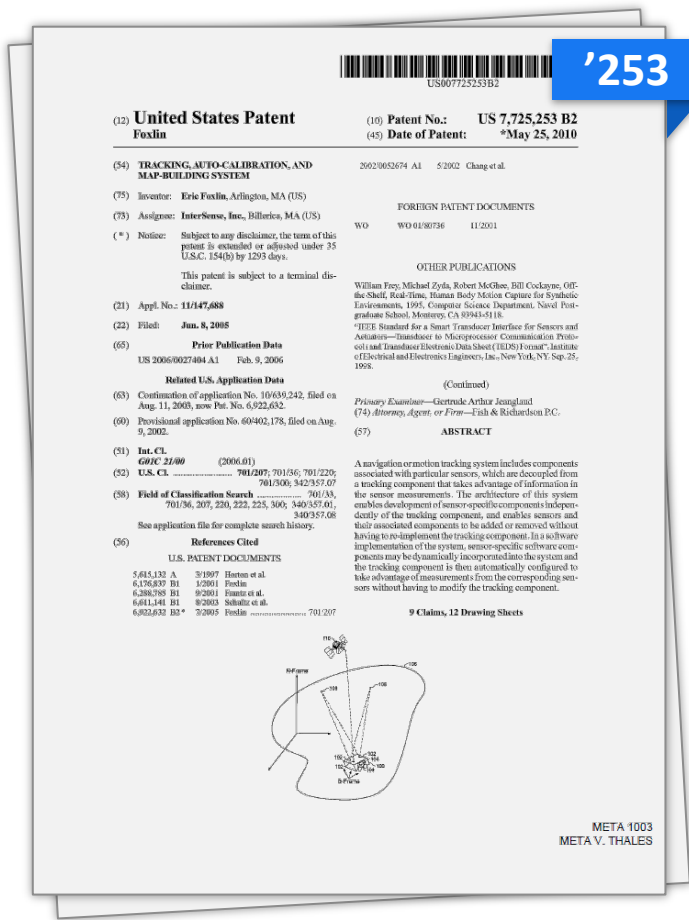 ’253
US007725253B2
(12) United States Patent
Foxlin
(10) Patent No.: US 7,725,253 B2
(45) Date of Patent: *May 25, 2010
(54) TRACKING, AUTO-CALIBRATION, AND
MAP-BUILDING SYSTEM
(75) Inventor: Eric Foxlin, Arlington, MA (US)
(73) Assignee: InterSense, Inc., Billerica, MA (US)
( * ) Notice: Subject to any disclaimer, the term of this
patent is extended or adjusted under 35
U.S.C. 154(b) by 1293 days.
This patent is subject to a terminal dis-
claimer.
(21) Appl. No.: 11/147,688
(22) Filed: Jun. 8, 2005
(65) Prior Publication Data
US 2006/0027404 A1 Feb. 9, 2006
Related U.S. Application Data
(63) Continuation of application No. 10/639,242, filed on
Aug. 11, 2003, now Pat. No. 6,922,632.
(60) Provisional application No. 60/402,178, filed on Aug.
9, 2002.
(51) Int. Cl.
G01C 21/00 (2006.01)
(52) U.S. Cl. .................. 701/207; 701/36; 701/220;
701/300; 342/357.07
(58) Field of Classification Search .................. 701/33,
701/36, 207, 220, 222, 225, 300; 340/357.01,
340/357.08
See application file for complete search history.
(56) References Cited
U.S. PATENT DOCUMENTS
5,615,132 A 3/1997 Horton et al.
6,176,837 B1 1/2001 Foxlin
6,288,785 B1 9/2001 Frantz et al.
6,611,141 B1 8/2003 Schultz et al.
6,922,632 B2 * 7/2005 Foxlin ........................ 701/207
2002/0052674 A1 5/2002 Chang et al.
FOREIGN PATENT DOCUMENTS
WO WO 01/80736 11/2001
OTHER PUBLICATIONS
William Frey, Michael Zyda, Robert McGhee, Bill Cockayne, Off-
the-Shelf, Real-Time, Human Body Motion Capture for Synthetic
Environments, 1995, Computer Science Department, Navel Post-
graduate School, Monterey, CA 93943-5118.
"IEEE Standard for a Smart Transducer Interface for Sensors and
Actuators—Transducer to Microprocessor Communication Proto-
cols and Transducer Electronic Data Sheet (TEDS) Format". Institute
of Electrical and Electronics Engineers, Inc., New York, NY. Sep. 25,
1998.
(Continued)
Primary Examiner—Gertrude Arthur Jeanglaud
(74) Attorney, Agent, or Firm—Fish & Richardson P.C.
(57) ABSTRACT
A navigation or motion tracking system includes components
associated with particular sensors, which are decoupled from
a tracking component that takes advantage of information in
the sensor measurements. The architecture of this system
enables development of sensor-specific components indepen-
dently of the tracking component, and enables sensors and
their associated components to be added or removed without
having to re-implement the tracking component. In a software
implementation of the system, sensor-specific software com-
ponents may be dynamically incorporated into the system and
the tracking component is then automatically configured to
take advantage of measurements from the corresponding sen-
sors without having to modify the tracking component.
9 Claims, 12 Drawing Sheets
110
N-Frame
106
108
108
102
102
104
100
102
104
B-Frame
META 1003
META V. THALES